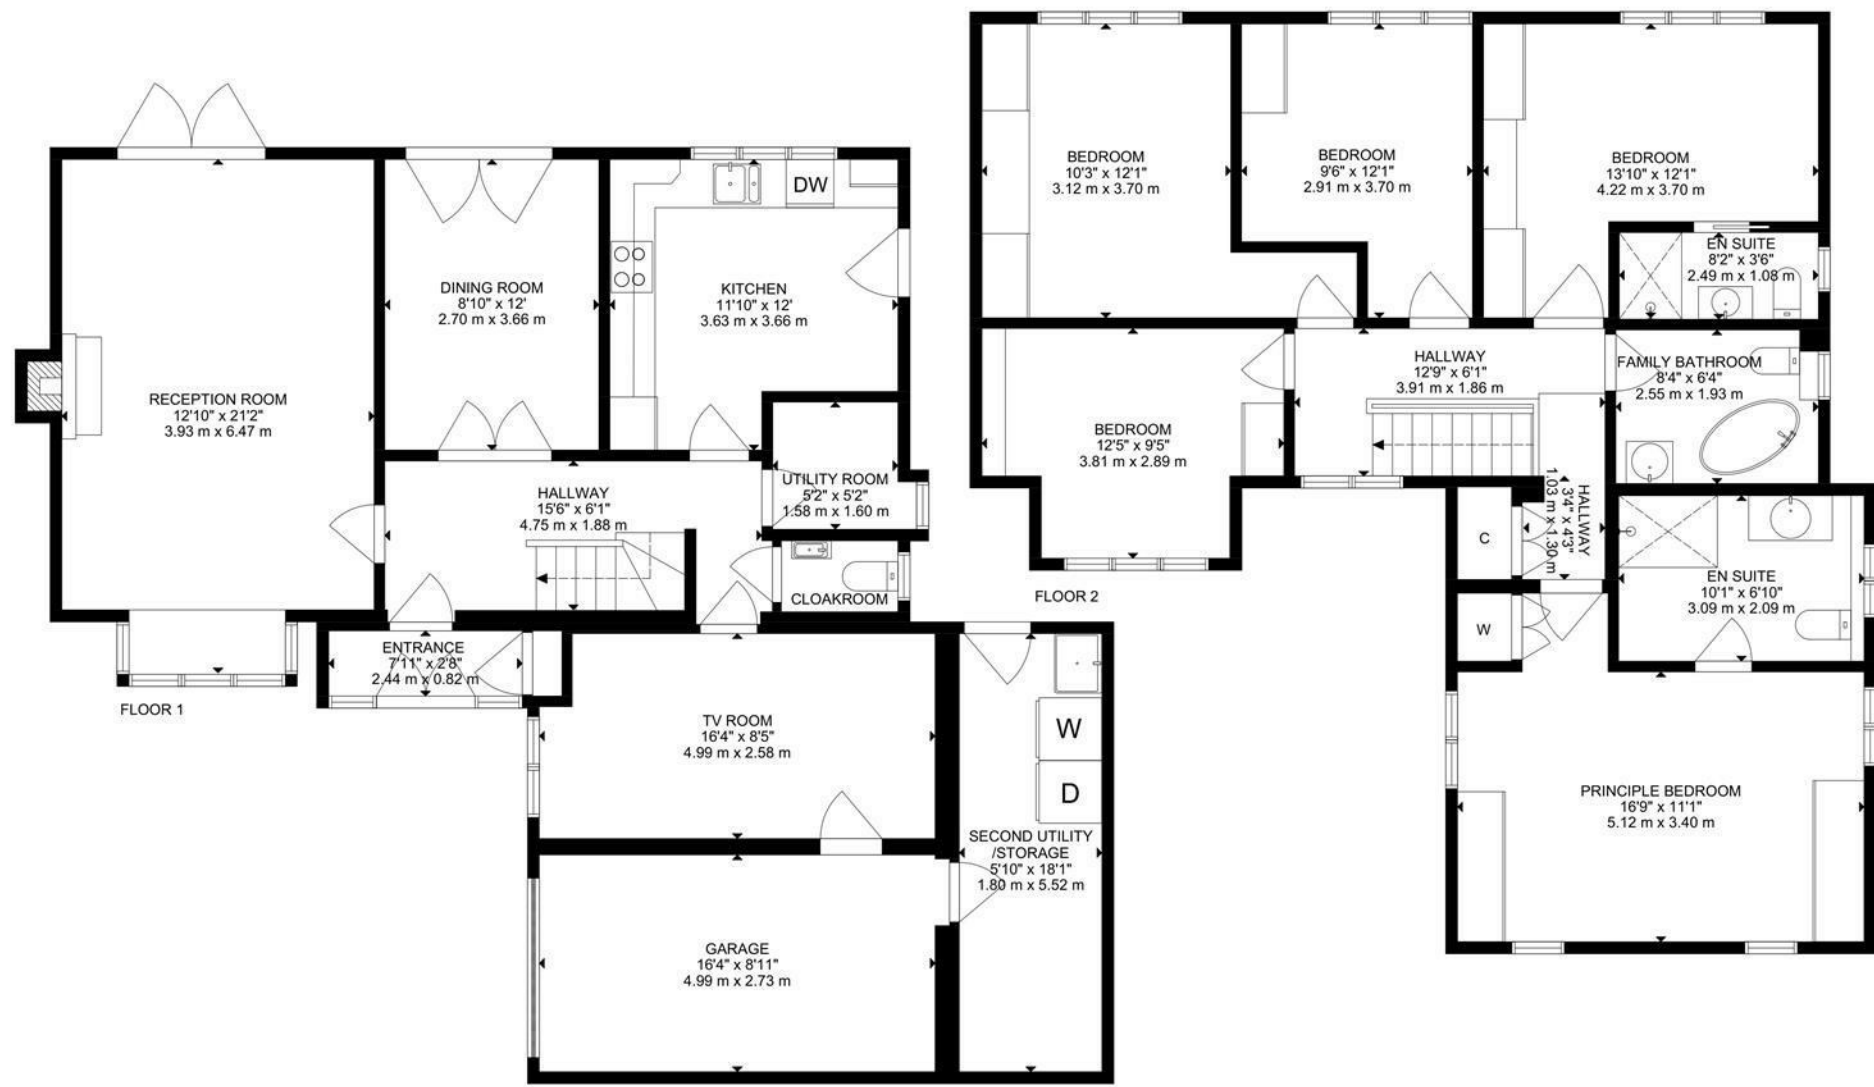 RECEPTION ROOM
12'10" x 21'2"
3.93 m x 6.47 m
DINING ROOM
8'10" x 12'
2.70 m x 3.66 m
DW
KITCHEN
11'10" x 12'
3.63 m x 3.66 m
UTILITY ROOM
5'2" x 5'2"
1.58 m x 1.60 m
HALLWAY
15'6" x 6'1"
4.75 m x 1.88 m
CLOAKROOM
ENTRANCE
7'11" x 2'8"
2.44 m x 0.82 m
FLOOR 1
TV ROOM
16'4" x 8'5"
4.99 m x 2.58 m
W
D
SECOND UTILITY
/STORAGE
5'10" x 18'1"
1.80 m x 5.52 m
GARAGE
16'4" x 8'11"
4.99 m x 2.73 m
BEDROOM
10'3" x 12'1"
3.12 m x 3.70 m
BEDROOM
9'6" x 12'1"
2.91 m x 3.70 m
BEDROOM
13'10" x 12'1"
4.22 m x 3.70 m
EN SUITE
8'2" x 3'6"
2.49 m x 1.08 m
HALLWAY
12'9" x 6'1"
3.91 m x 1.86 m
FAMILY BATHROOM
8'4" x 6'4"
2.55 m x 1.93 m
BEDROOM
12'5" x 9'5"
3.81 m x 2.89 m
HALLWAY
3'4" x 4'3"
1.03 m x 1.30 m
C
W
EN SUITE
10'1" x 6'10"
3.09 m x 2.09 m
FLOOR 2
PRINCIPLE BEDROOM
16'9" x 11'1"
5.12 m x 3.40 m